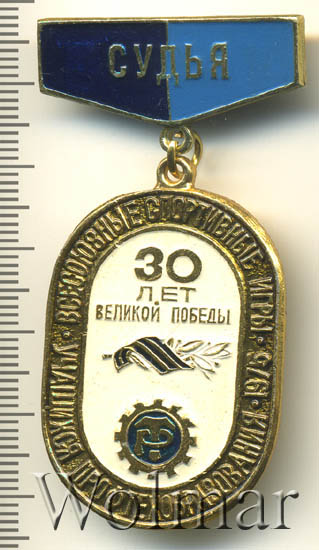 СУДЬЯ
ВСЕСОЮЗНЫЕ СПОРТИВНЫЕ ИГРЫ · 1975 · УЧАЩИХСЯ ПРОФТЕХОБРАЗОВАНИЯ
30
ЛЕТ
ВЕЛИКОЙ ПОБЕДЫ
Wolmar